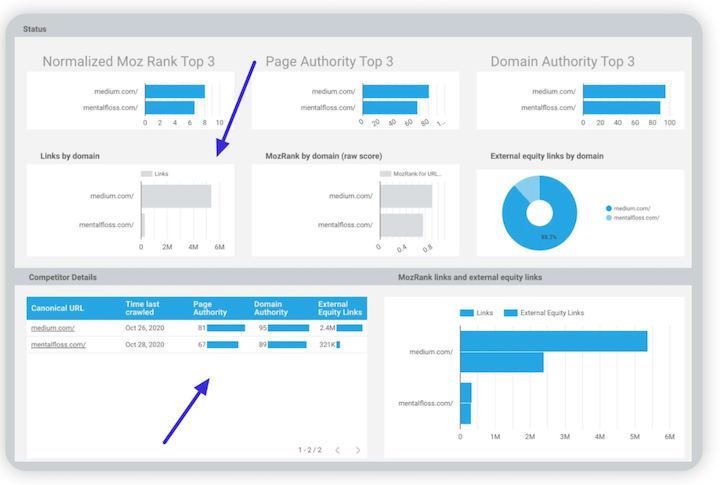 Status
Normalized Moz Rank Top 3
medium.com/
mentalfloss.com/
0 2 4 6 8 10
Page Authority Top 3
medium.com/
mentalfloss.com/
0 20 40 60 80 1...
Domain Authority Top 3
medium.com/
mentalfloss.com/
0 20 40 60 80 100
Links by domain
Links
medium.com/
mentalfloss.com/
0 2M 4M 6M
MozRank by domain (raw score)
MozRank for URL...
medium.com/
mentalfloss.com/
0 0.4 0.8
External equity links by domain
medium.com/
mentalfloss.com/
88.2%
Competitor Details
Canonical URL Time last crawled Page Authority Domain Authority External Equity Links
medium.com/ Oct 26, 2020 81 95 2.4M
mentalfloss.com/ Oct 28, 2020 67 89 321K
1 - 2 / 2 < >
MozRank links and external equity links
Links External Equity Links
medium.com/
mentalfloss.com/
0 1M 2M 3M 4M 5M 6M